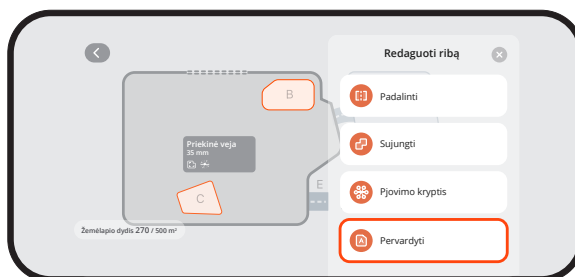 Redaguoti ribą
B
Padalinti
Priekinė veja
35 mm
Sujungti
E
C
Pjovimo kryptis
Žemėlapio dydis 270 / 500 m²
Pervardyti